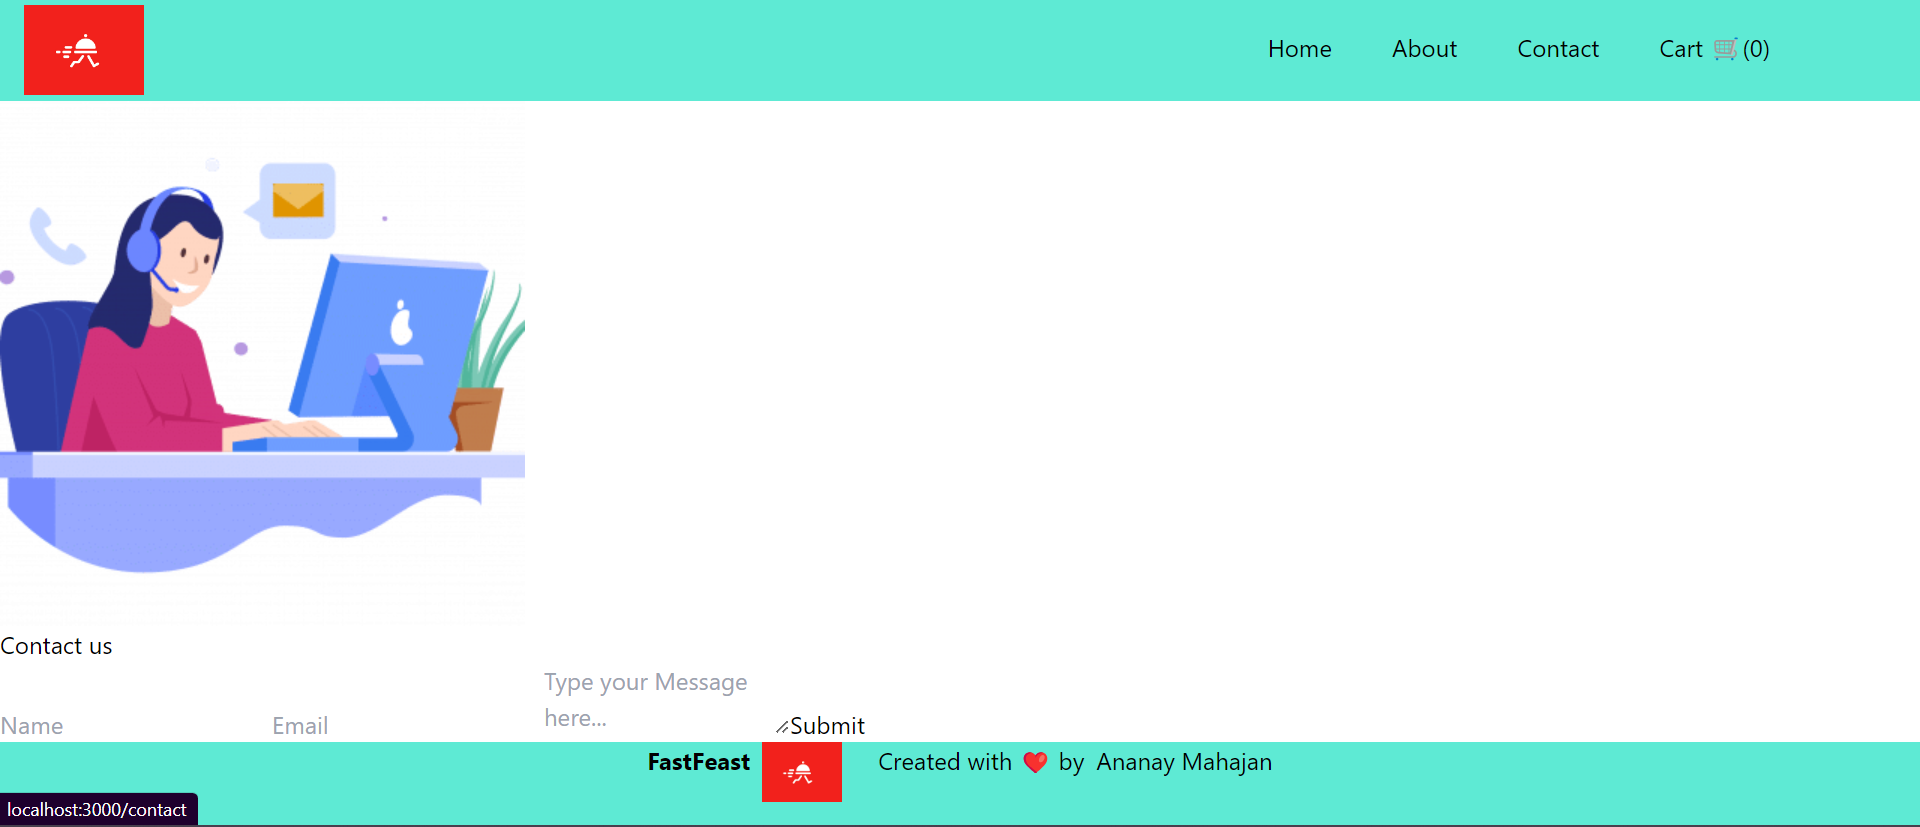 Home About Contact Cart 🛒(0)
Contact us
Type your Message
here...
Name Email Submit
FastFeast Created with ❤️ by Ananay Mahajan
localhost:3000/contact